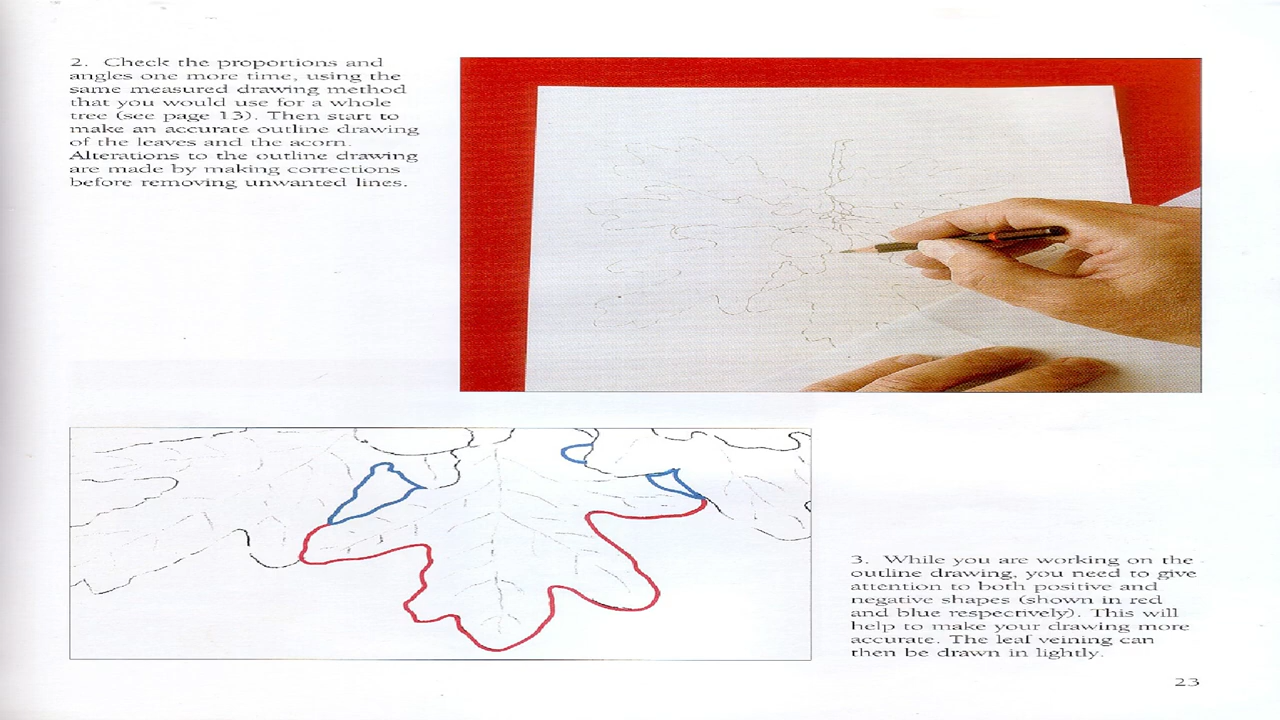 2. Check the proportions and
angles one more time, using the
same measured drawing method
that you would use for a whole
tree (see page 13). Then start to
make an accurate outline drawing
of the leaves and the acorn.
Alterations to the outline drawing
are made by making corrections
before removing unwanted lines.
3. While you are working on the
outline drawing, you need to give
attention to both positive and
negative shapes (shown in red
and blue respectively). This will
help to make your drawing more
accurate. The leaf veining can
then be drawn in lightly.
23